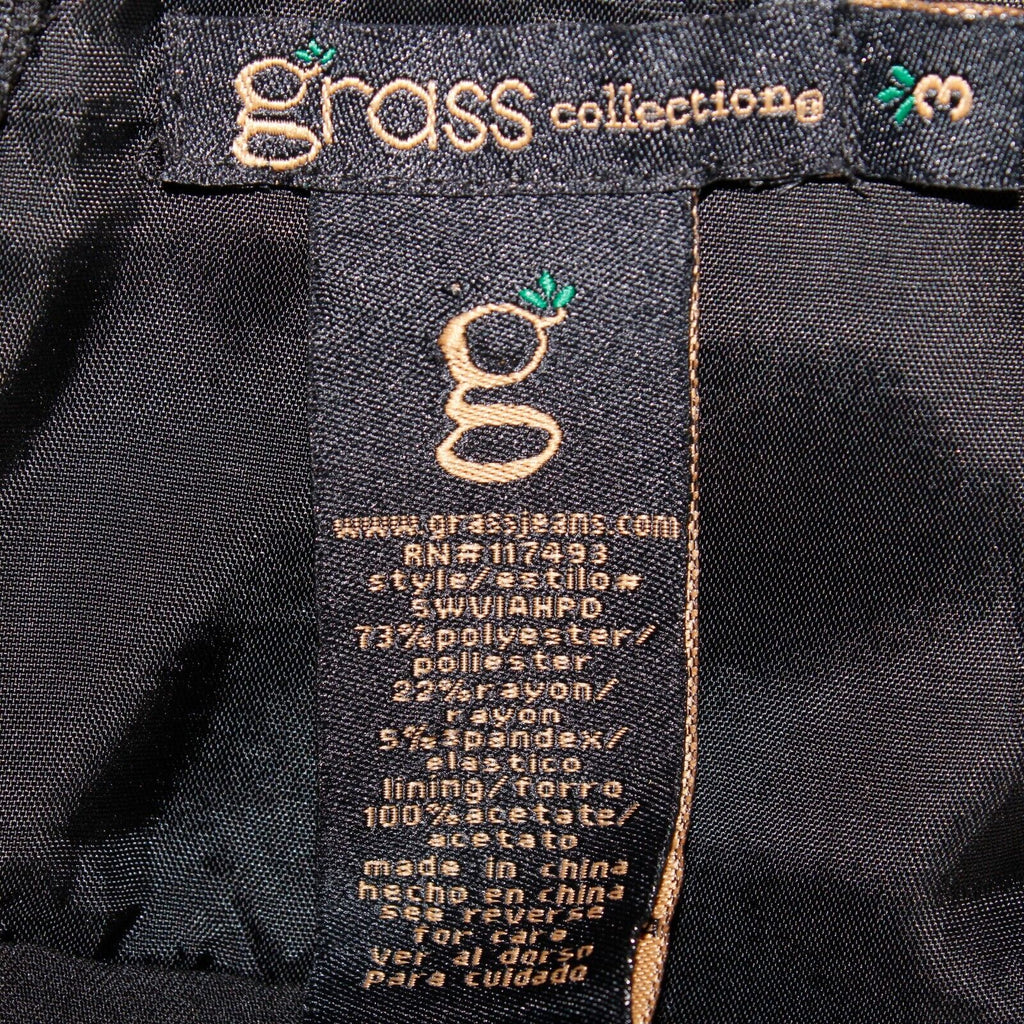 grass collection® 3
g
www.grassjeans.com
RN#117493
style/estilo#
5WV1AHPD
73%polyester/
poliester
22%rayon/
rayon
5%spandex/
elastico
lining/forro
100%acetate/
acetato
made in china
hecho en china
see reverse
for care
ver al dorso
para cuidado